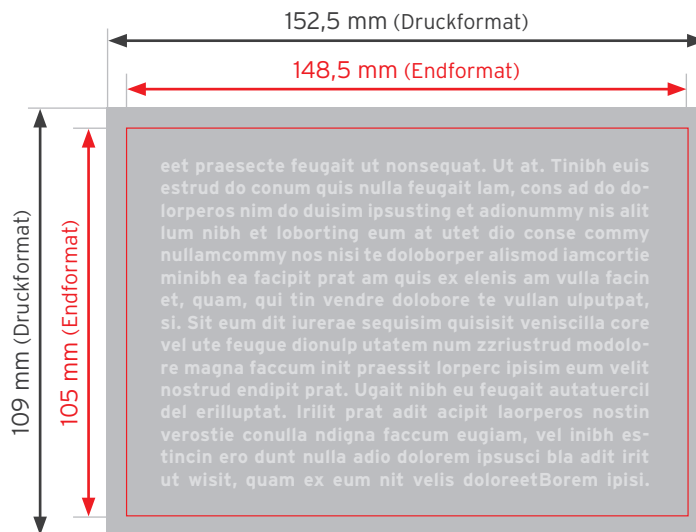 152,5 mm (Druckformat)
148,5 mm (Endformat)
109 mm (Druckformat)
105 mm (Endformat)
eet praesecte feugait ut nonsequat. Ut at. Tinibh euis
estrud do conum quis nulla feugait lam, cons ad do do-
lorperos nim do duisim ipsusting et adionummy nis alit
lum nibh et loborting eum at utet dis conse commy
nullamcommy nos nisi te doloborper alismod iamcortie
minibh ea facipit prat am quis ex elenis am vulla facin
et, quam, qui tin vendre dolobore te vullan ulputpat,
si. Sit eum dit iurerae sequisim quisisit veniscilla core
vel ute feugue dionulp utatem num zzriustrud modolo-
re magna faccum init praessit lorperc ipisim eum velit
nostrud endipit prat. Ugait nibh eu feugait autatuercil
del erilluptat. Irilit prat adit acipit laorperos nostin
verostie conulla ndigna faccum eugiam, vel inibh es-
tincin ero dunt nulla adio dolorem ipsusci bla adit irit
ut wisit, quam ex eum nit velis doloreetBorem ipisi.